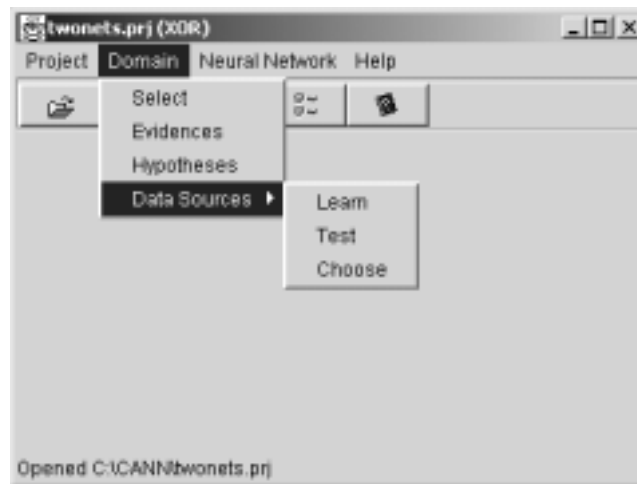 twonets.prj (XOR)
Project Domain Neural Network Help
Select
Evidences
Hypotheses
Data Sources
Learn
Test
Choose
Opened C:\CANN\twonets.prj